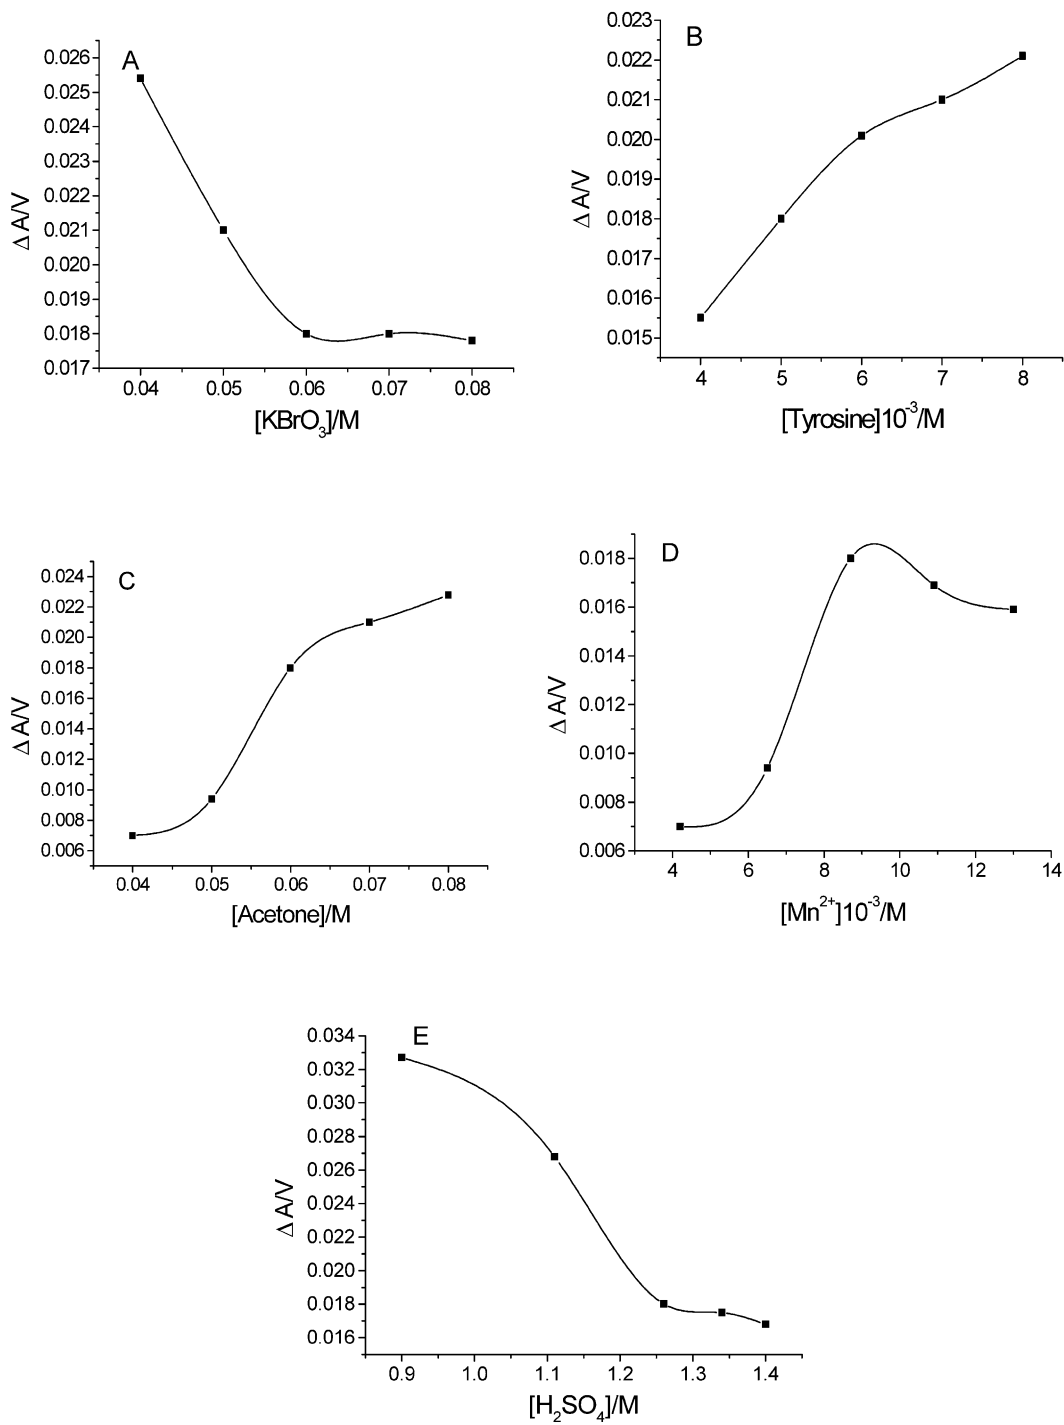 A
0.026
0.025
0.024
0.023
0.022
0.021
0.020
0.019
0.018
0.017
Δ A/V
0.04 0.05 0.06 0.07 0.08
[KBrO₃]/M
B
0.023
0.022
0.021
0.020
0.019
0.018
0.017
0.016
0.015
Δ A/V
4 5 6 7 8
[Tyrosine]10⁻³/M
C
0.024
0.022
0.020
0.018
0.016
0.014
0.012
0.010
0.008
0.006
Δ A/V
0.04 0.05 0.06 0.07 0.08
[Acetone]/M
D
0.018
0.016
0.014
0.012
0.010
0.008
0.006
Δ A/V
4 6 8 10 12 14
[Mn²⁺]10⁻³/M
E
0.034
0.032
0.030
0.028
0.026
0.024
0.022
0.020
0.018
0.016
Δ A/V
0.9 1.0 1.1 1.2 1.3 1.4
[H₂SO₄]/M